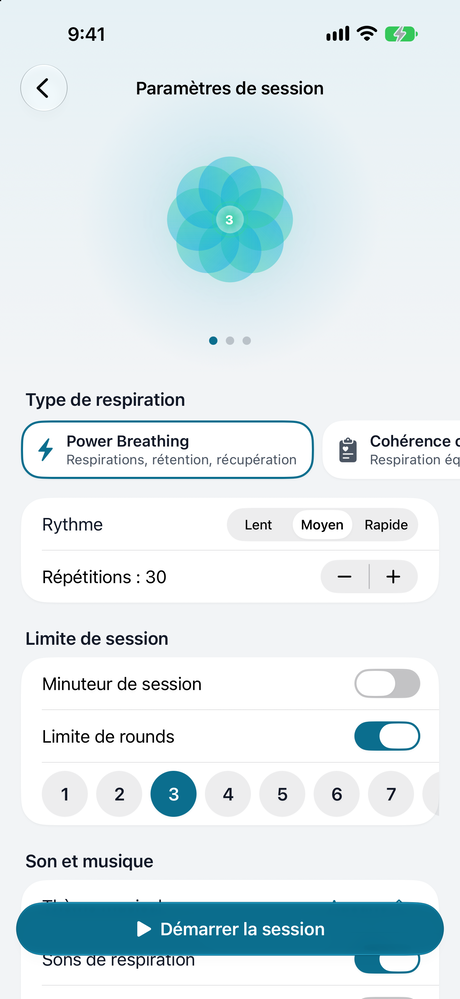 9:41
Paramètres de session
3
Type de respiration
Power Breathing
Respirations, rétention, récupération
Cohérence
Respiration
Rythme
Lent Moyen Rapide
Répétitions : 30
− +
Limite de session
Minuteur de session
Limite de rounds
1 2 3 4 5 6 7
Son et musique
Démarrer la session
Sons de respiration